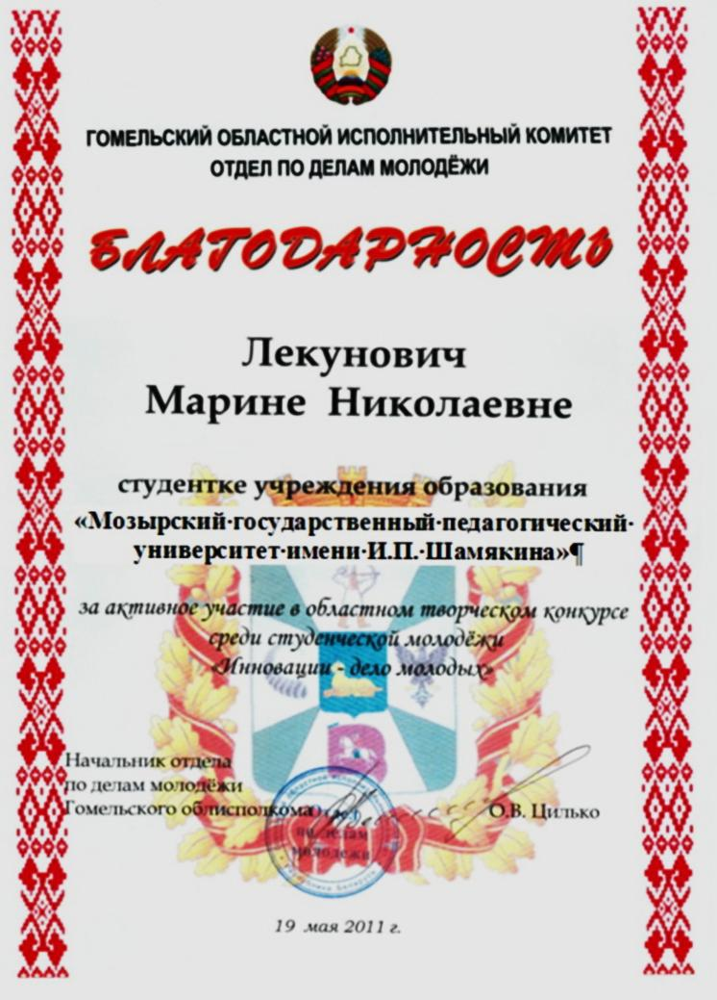 ГОМЕЛЬСКИЙ ОБЛАСТНОЙ ИСПОЛНИТЕЛЬНЫЙ КОМИТЕТ
ОТДЕЛ ПО ДЕЛАМ МОЛОДЁЖИ
БЛАГОДАРНОСТЬ
Лекунович
Марине Николаевне
студентке учреждения образования
«Мозырский·государственный·педагогический·
университет·имени·И.П.·Шамякина»¶
за активное участие в областном творческом конкурсе
среди студенческой молодёжи
«Инновации - дело молодых»
Начальник отдела
по делам молодёжи
Гомельского облисполкома
О.В. Цилько
по делам
молодежи
19 мая 2011 г.